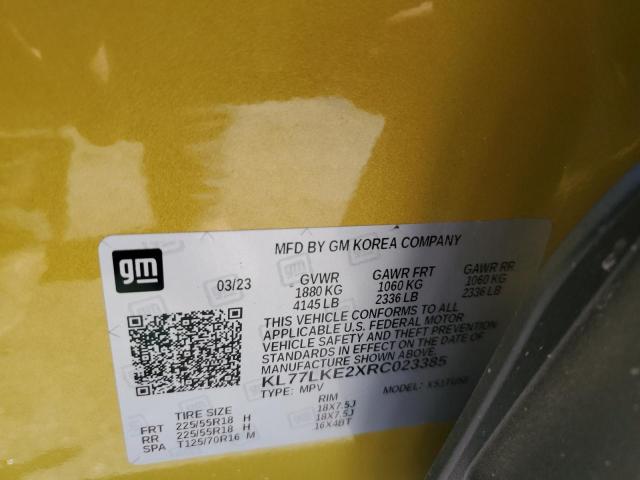 gm
MFD BY GM KOREA COMPANY
03/23 GVWR GAWR FRT GAWR RR
1880 KG 1060 KG 1060 KG
4145 LB 2336 LB 2336 LB
THIS VEHICLE CONFORMS TO ALL
APPLICABLE U.S. FEDERAL MOTOR
VEHICLE SAFETY AND THEFT PREVENTION
STANDARDS IN EFFECT ON THE DATE OF
MANUFACTURE SHOWN ABOVE.
KL77LKE2XRC023385
TYPE: MPV MODEL:
TIRE SIZE RIM
FRT 225/55R18 H 18X7.5J
RR 225/55R18 H 18X7.5J
SPA T125/70R16 M 16X4BT